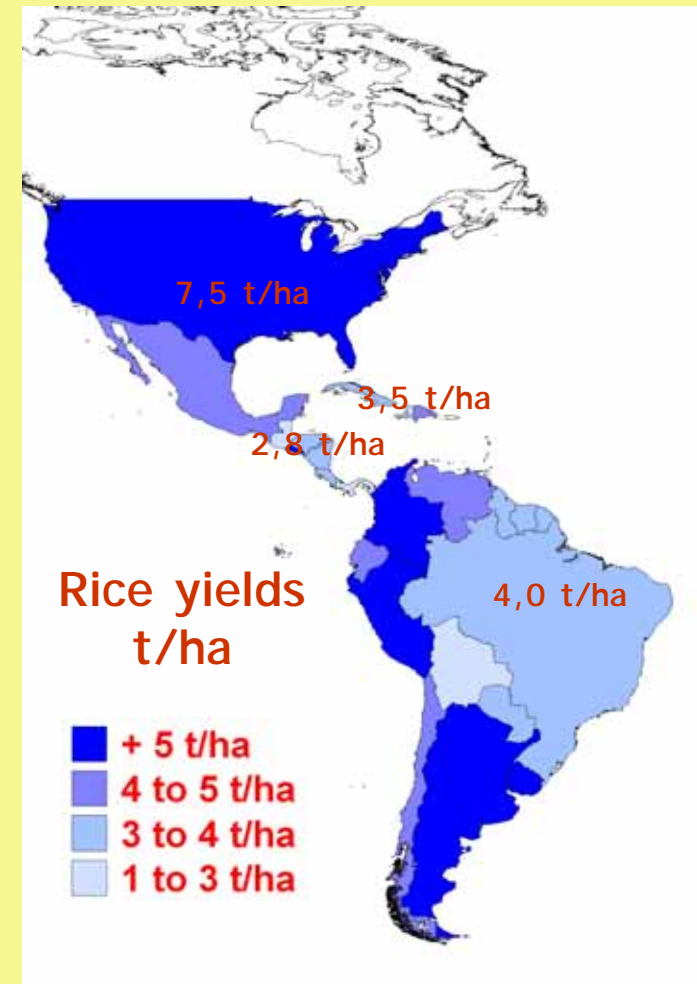 7,5 t/ha
3,5 t/ha
2,8 t/ha
4,0 t/ha
Rice yields
t/ha
+ 5 t/ha
4 to 5 t/ha
3 to 4 t/ha
1 to 3 t/ha